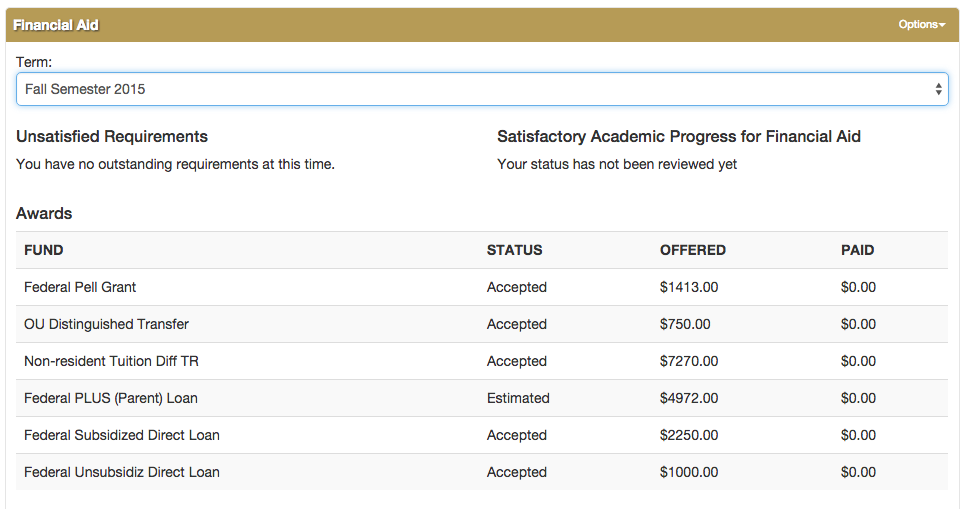 Financial Aid Options
Term:
Fall Semester 2015
Unsatisfied Requirements
You have no outstanding requirements at this time.
Satisfactory Academic Progress for Financial Aid
Your status has not been reviewed yet
Awards
FUND STATUS OFFERED PAID
Federal Pell Grant Accepted $1413.00 $0.00
OU Distinguished Transfer Accepted $750.00 $0.00
Non-resident Tuition Diff TR Accepted $7270.00 $0.00
Federal PLUS (Parent) Loan Estimated $4972.00 $0.00
Federal Subsidized Direct Loan Accepted $2250.00 $0.00
Federal Unsubsidiz Direct Loan Accepted $1000.00 $0.00